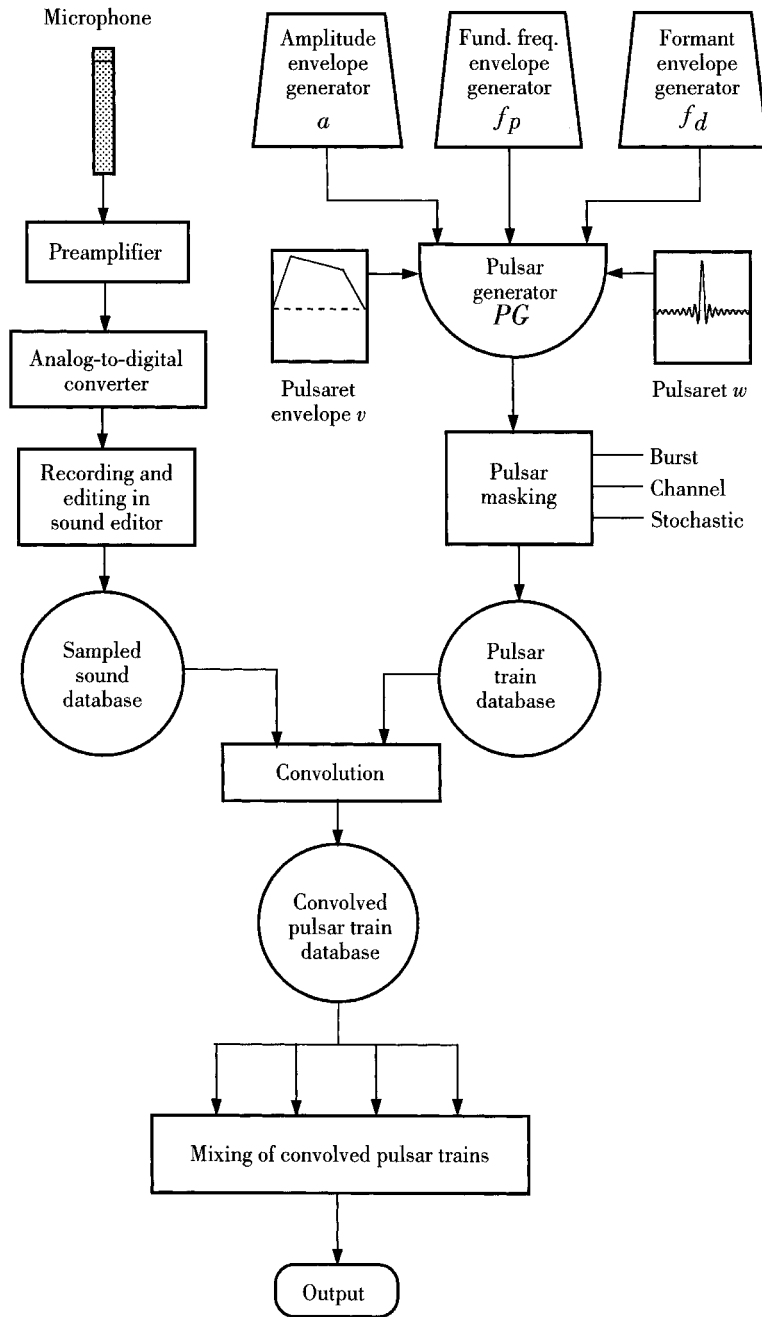 Microphone
Amplitude
envelope
generator
a
Fund. freq.
envelope
generator
f p
Formant
envelope
generator
f d
Preamplifier
Pulsar
generator
PG
Pulsaret
envelope v
Pulsaret w
Analog-to-digital
converter
Recording and
editing in
sound editor
Pulsar
masking
Burst
Channel
Stochastic
Sampled
sound
database
Pulsar
train
database
Convolution
Convolved
pulsar train
database
Mixing of convolved pulsar trains
Output